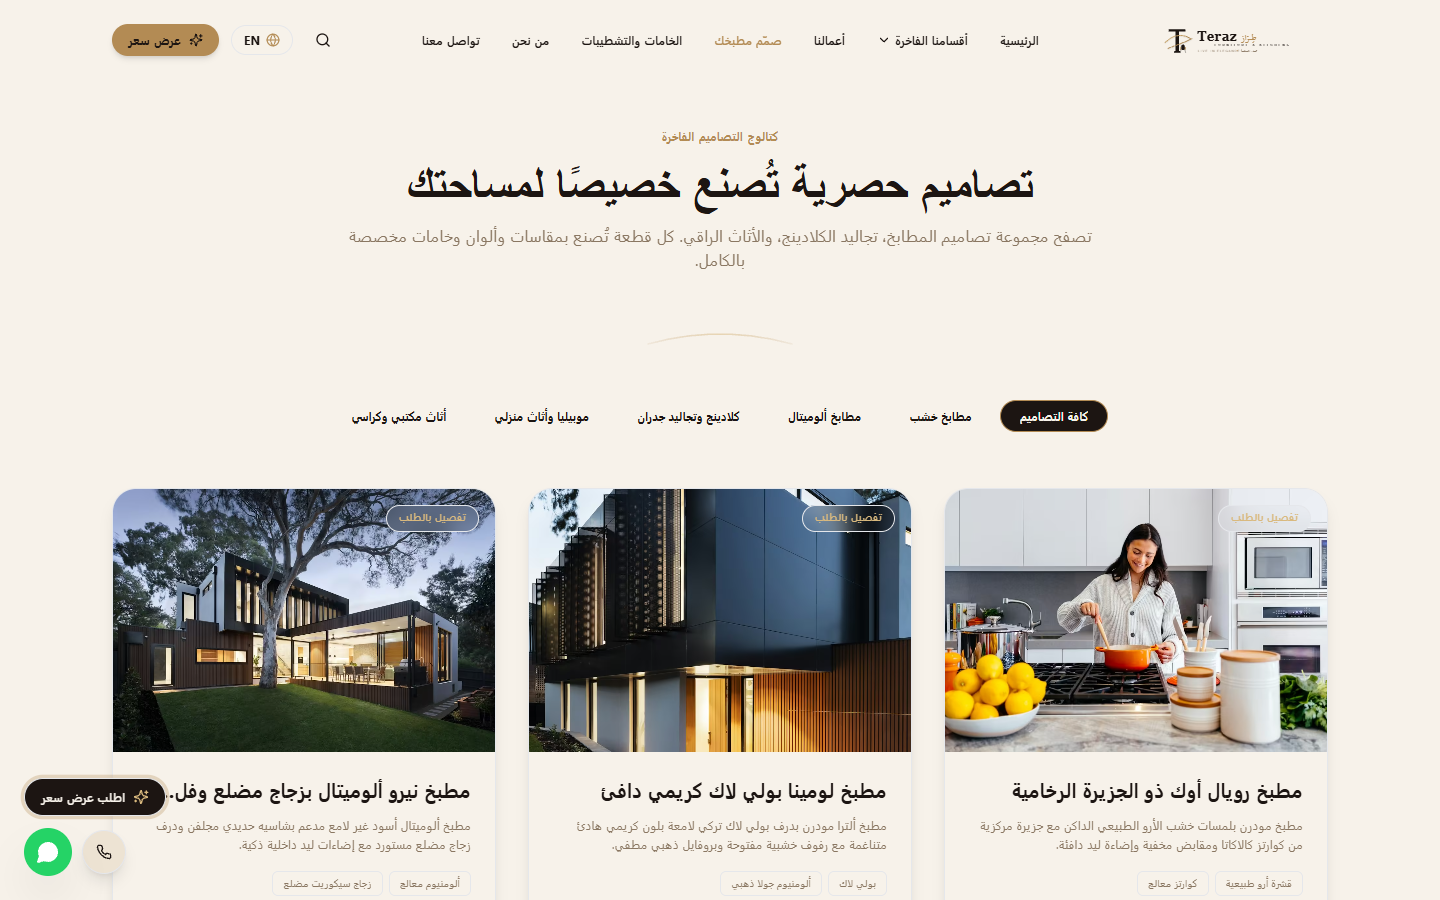 Teraz طراز
الرئيسية
أقسامنا الفاخرة
أعمالنا
صمّم مطبخك
الخامات والتشطيبات
من نحن
تواصل معنا
EN
عرض سعر
كتالوج التصاميم الفاخرة
تصاميم حصرية تُصنع خصيصًا لمساحتك
تصفح مجموعة تصاميم المطابخ، تجاليد الكلادينج، والأثاث الراقي. كل قطعة تُصنع بمقاسات وألوان وخامات مخصصة
بالكامل.
كافة التصاميم
مطابخ خشب
مطابخ ألوميتال
كلادينج وتجاليد جدران
موبيليا وأثاث منزلي
أثاث مكتبي وكراسي
تفصيل بالطلب
مطبخ رويال أوك ذو الجزيرة الرخامية
مطبخ مودرن بلمسات خشب الأرو الطبيعي الداكن مع جزيرة مركزية
من كوارتز كالاكاتا ومقابض مخفية وإضاءة ليد دافئة.
قشرة أرو طبيعية
كوارتز معالج
تفصيل بالطلب
مطبخ لومينا بولي لاك كريمي دافئ
مطبخ ألترا مودرن بدرف بولي لاك تركي لامعة بلون كريمي هادئ
متناغمة مع رفوف خشبية مفتوحة وبروفايل ذهبي مطفي.
بولي لاك
ألومنيوم جولا ذهبي
تفصيل بالطلب
مطبخ نيرو ألوميتال بزجاج مضلع وفل..
مطبخ ألوميتال أسود غير لامع مدعم بشاسيه حديدي مجلفن ودرف
زجاج مضلع مستورد مع إضاءات ليد داخلية ذكية.
ألومنيوم معالج
زجاج سيكوريت مضلع
اطلب عرض سعر